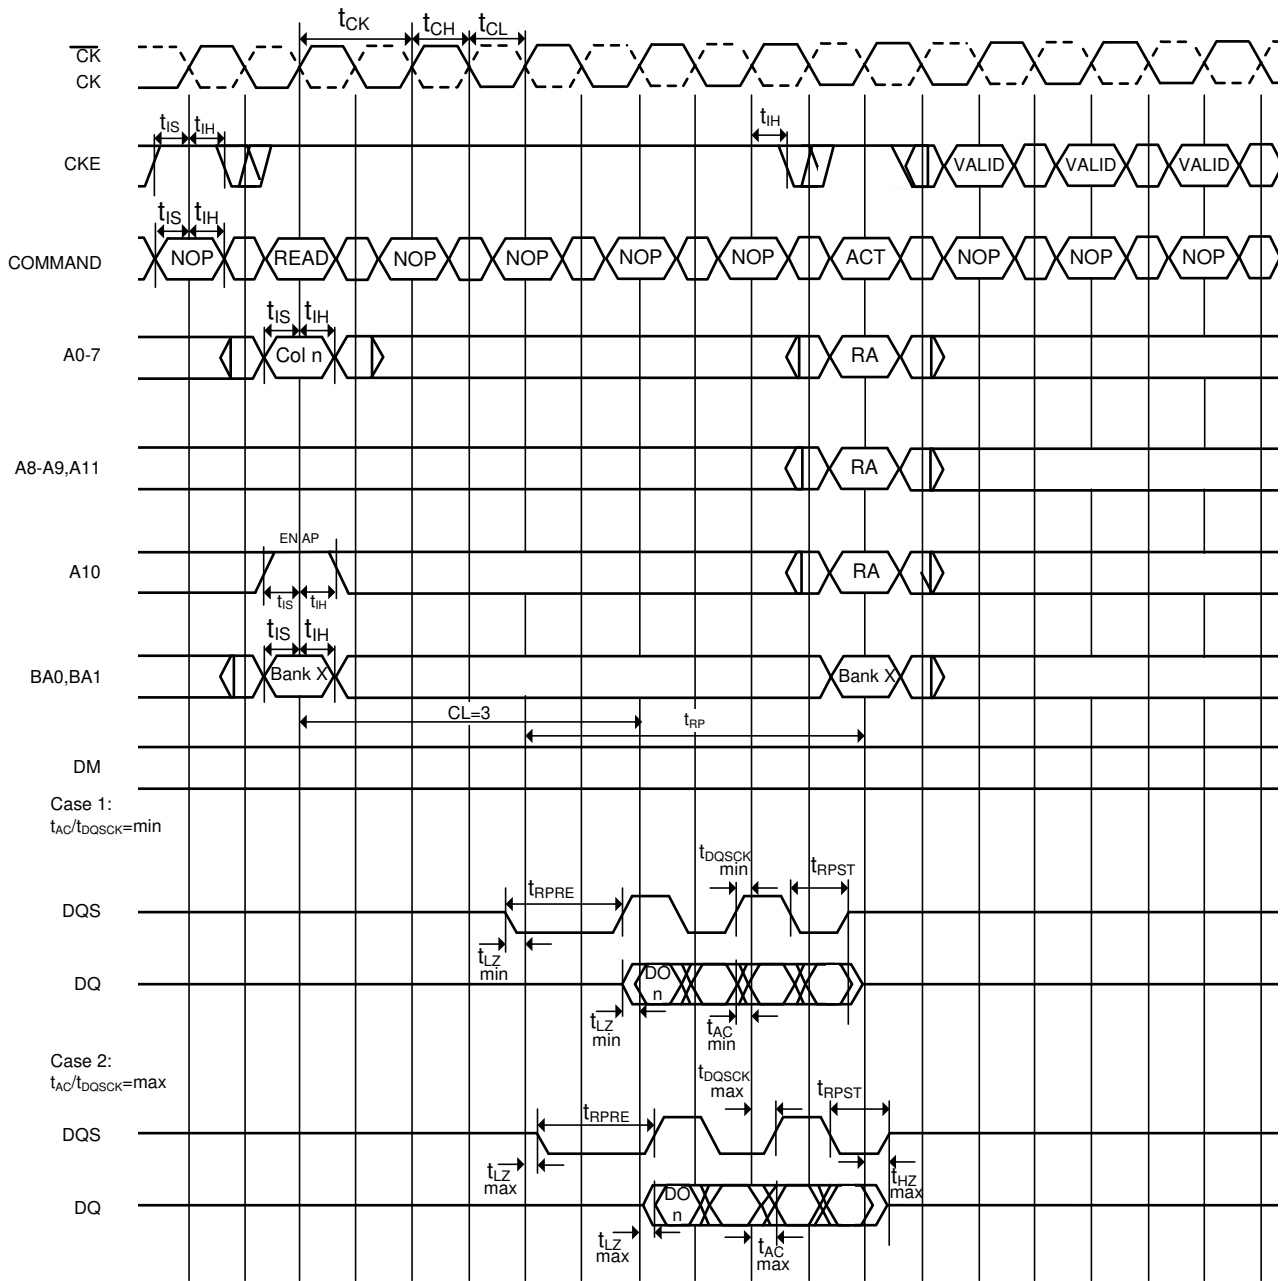 tCK tCH tCL
CK
CK
tIS tIH tIH
CKE VALID VALID VALID
tIS tIH
COMMAND NOP READ NOP NOP NOP NOP ACT NOP NOP NOP
tIS tIH
A0-7 Col n RA
A8-A9,A11 RA
EN AP
A10 RA
tIS tIH
tIS tIH
BA0,BA1 Bank X Bank X
CL=3 tRP
DM
Case 1:
tAC/tDQSCK=min
tDQSCK
min
tRPST
tRPRE
DQS
tLZ
min
DQ DO
n
tLZ
min
tAC
min
Case 2:
tAC/tDQSCK=max
tDQSCK
max
tRPST
tRPRE
DQS
tLZ
max
tHZ
max
DQ DO
n
tLZ
max
tAC
max